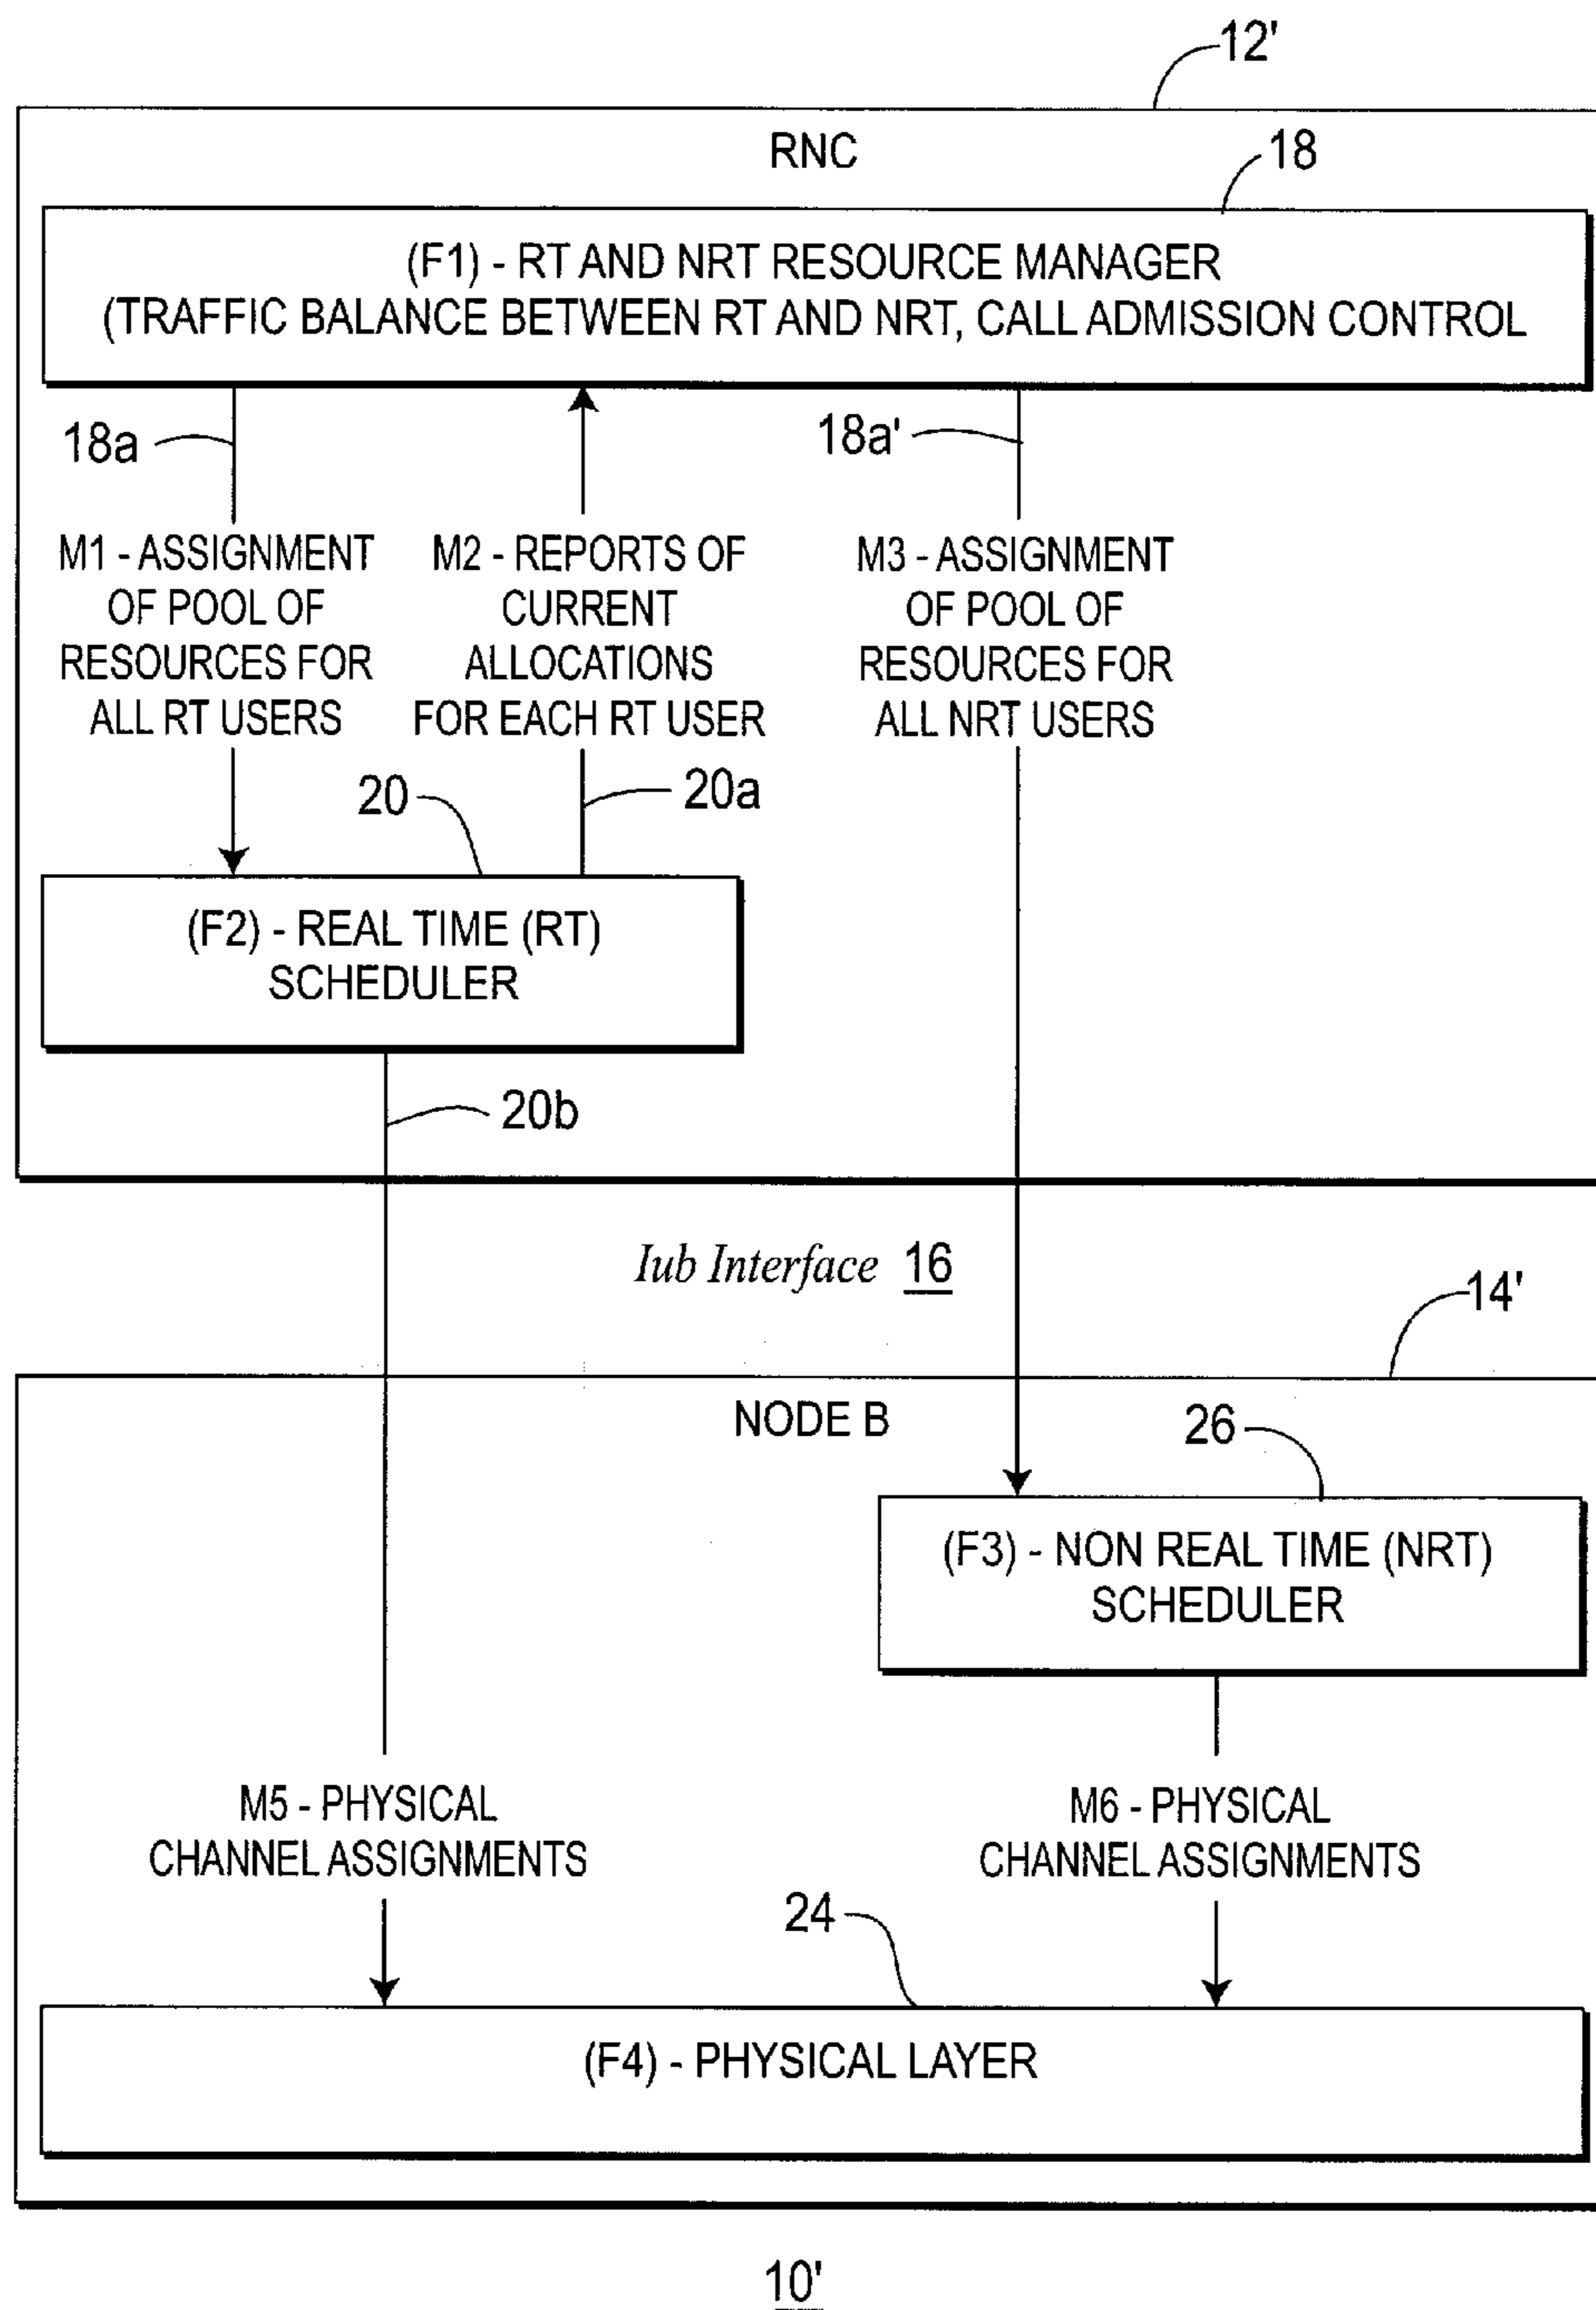 12'
RNC
18
(F1) - RT AND NRT RESOURCE MANAGER
(TRAFFIC BALANCE BETWEEN RT AND NRT, CALL ADMISSION CONTROL
18a
18a'
M1 - ASSIGNMENT
OF POOL OF
RESOURCES FOR
ALL RT USERS
M2 - REPORTS OF
CURRENT
ALLOCATIONS
FOR EACH RT USER
M3 - ASSIGNMENT
OF POOL OF
RESOURCES FOR
ALL NRT USERS
20
20a
(F2) - REAL TIME (RT)
SCHEDULER
20b
Iub Interface 16
14'
NODE B
26
(F3) - NON REAL TIME (NRT)
SCHEDULER
M5 - PHYSICAL
CHANNEL ASSIGNMENTS
M6 - PHYSICAL
CHANNEL ASSIGNMENTS
24
(F4) - PHYSICAL LAYER
10'